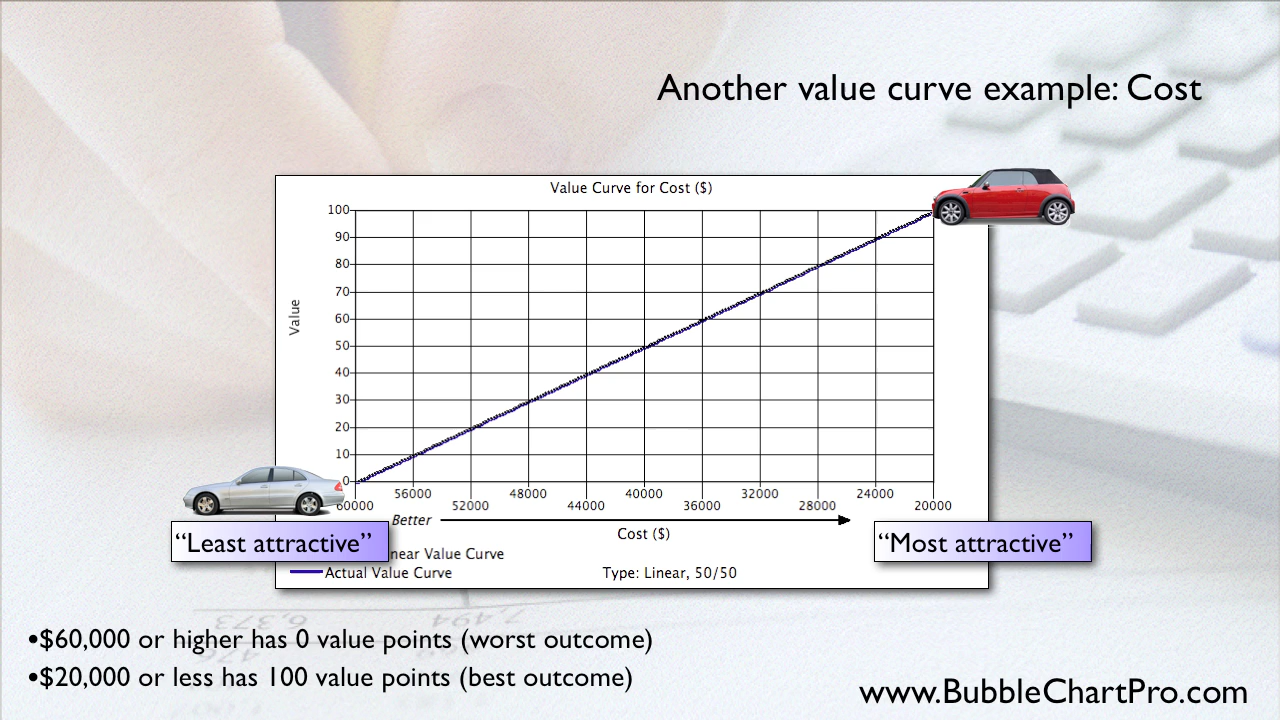 Another value curve example: Cost
Value Curve for Cost ($)
100
90
80
70
60
50
40
30
20
10
0
Value
60000 56000 52000 48000 44000 40000 36000 32000 28000 24000 20000
Better
Cost ($)
"Least attractive"
"Most attractive"
near Value Curve
Actual Value Curve
Type: Linear, 50/50
•$60,000 or higher has 0 value points (worst outcome)
•$20,000 or less has 100 value points (best outcome)
www.BubbleChartPro.com